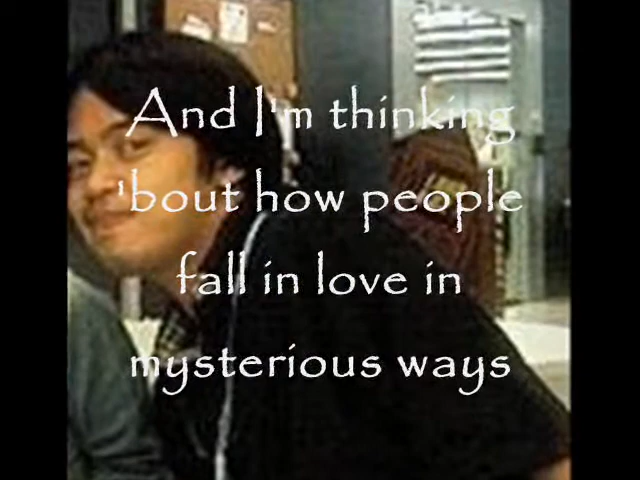 And I'm thinking
'bout how people
fall in love in
mysterious ways